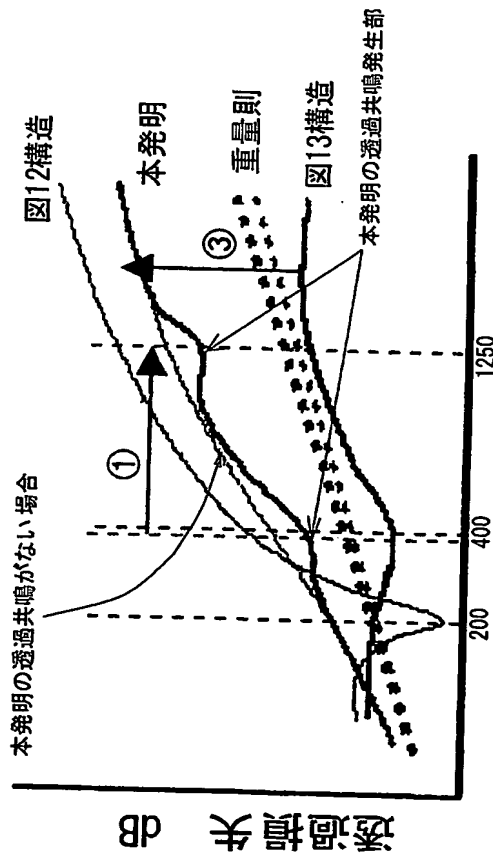 本発明の透過共鳴がない場合
図12構造
本発明
重量則
図13構造
本発明の透過共鳴発生部
①
③
透過損失 dB
200
400
1250